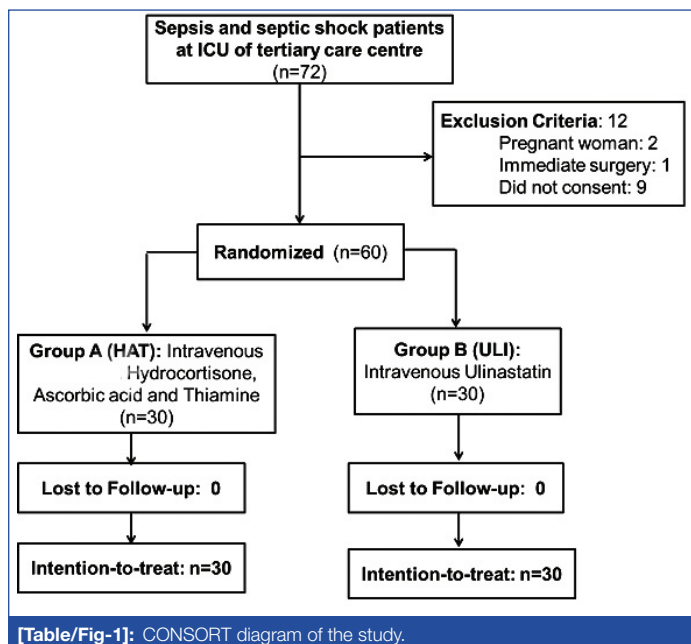 Sepsis and septic shock patients
at ICU of tertiary care centre
(n=72)
Exclusion Criteria: 12
Pregnant woman: 2
Immediate surgery: 1
Did not consent: 9
Randomized (n=60)
Group A (HAT): Intravenous
Hydrocortisone,
Ascorbic acid and Thiamine
(n=30)
Group B (ULI):
Intravenous Ulinastatin
(n=30)
Lost to Follow-up: 0
Lost to Follow-up: 0
Intention-to-treat: n=30
Intention-to-treat: n=30
[Table/Fig-1]: CONSORT diagram of the study.